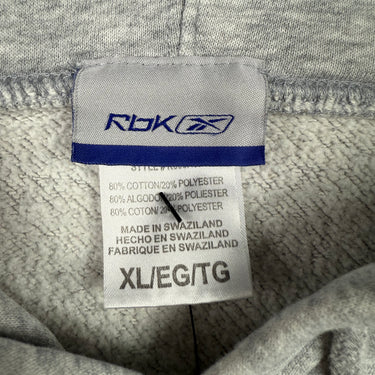 Rbk
80% COTTON/20% POLYESTER
80% ALGODON/20% POLIESTER
80% COTON/20% POLYESTER
MADE IN SWAZILAND
HECHO EN SWAZILAND
FABRIQUE EN SWAZILAND
XL/EG/TG